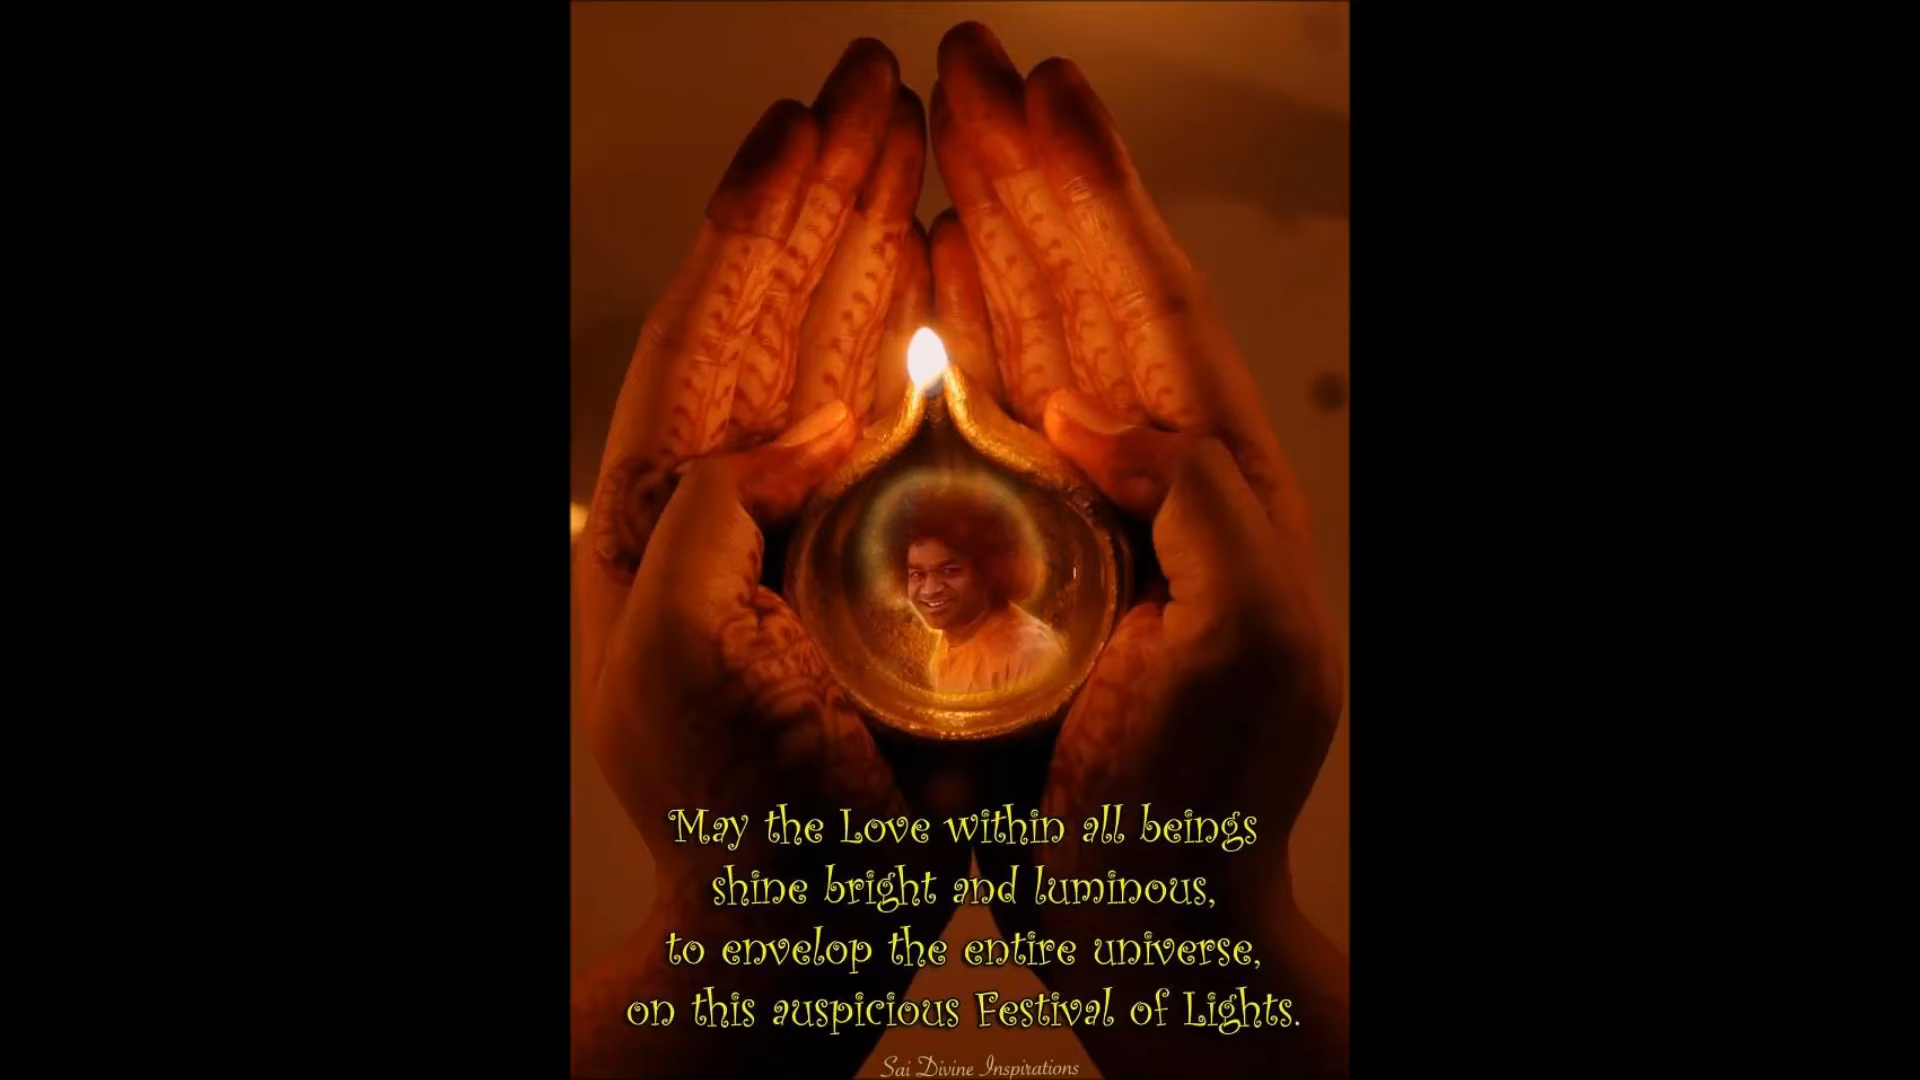 May the Love within all beings
shine bright and luminous,
to envelop the entire universe,
on this auspicious Festival of Lights.
Sai Divine Inspirations